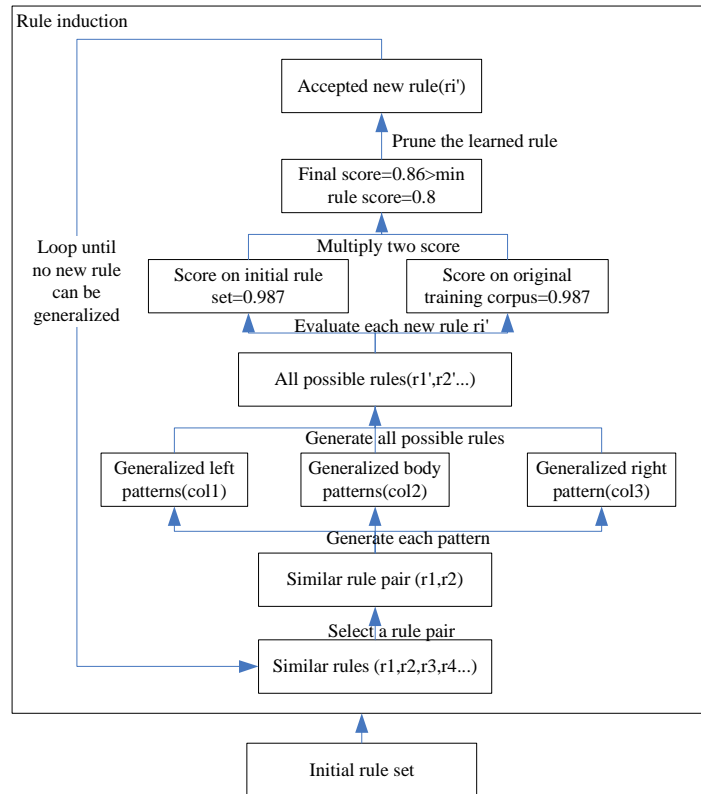 Rule induction
Accepted new rule(ri')
Prune the learned rule
Final score=0.86>min
rule score=0.8
Loop until
no new rule
can be
generalized
Multiply two score
Score on initial rule
set=0.987
Score on original
training corpus=0.987
Evaluate each new rule ri'
All possible rules(r1',r2'...)
Generate all possible rules
Generalized left
patterns(col1)
Generalized body
patterns(col2)
Generalized right
pattern(col3)
Generate each pattern
Similar rule pair (r1,r2)
Select a rule pair
Similar rules (r1,r2,r3,r4...)
Initial rule set